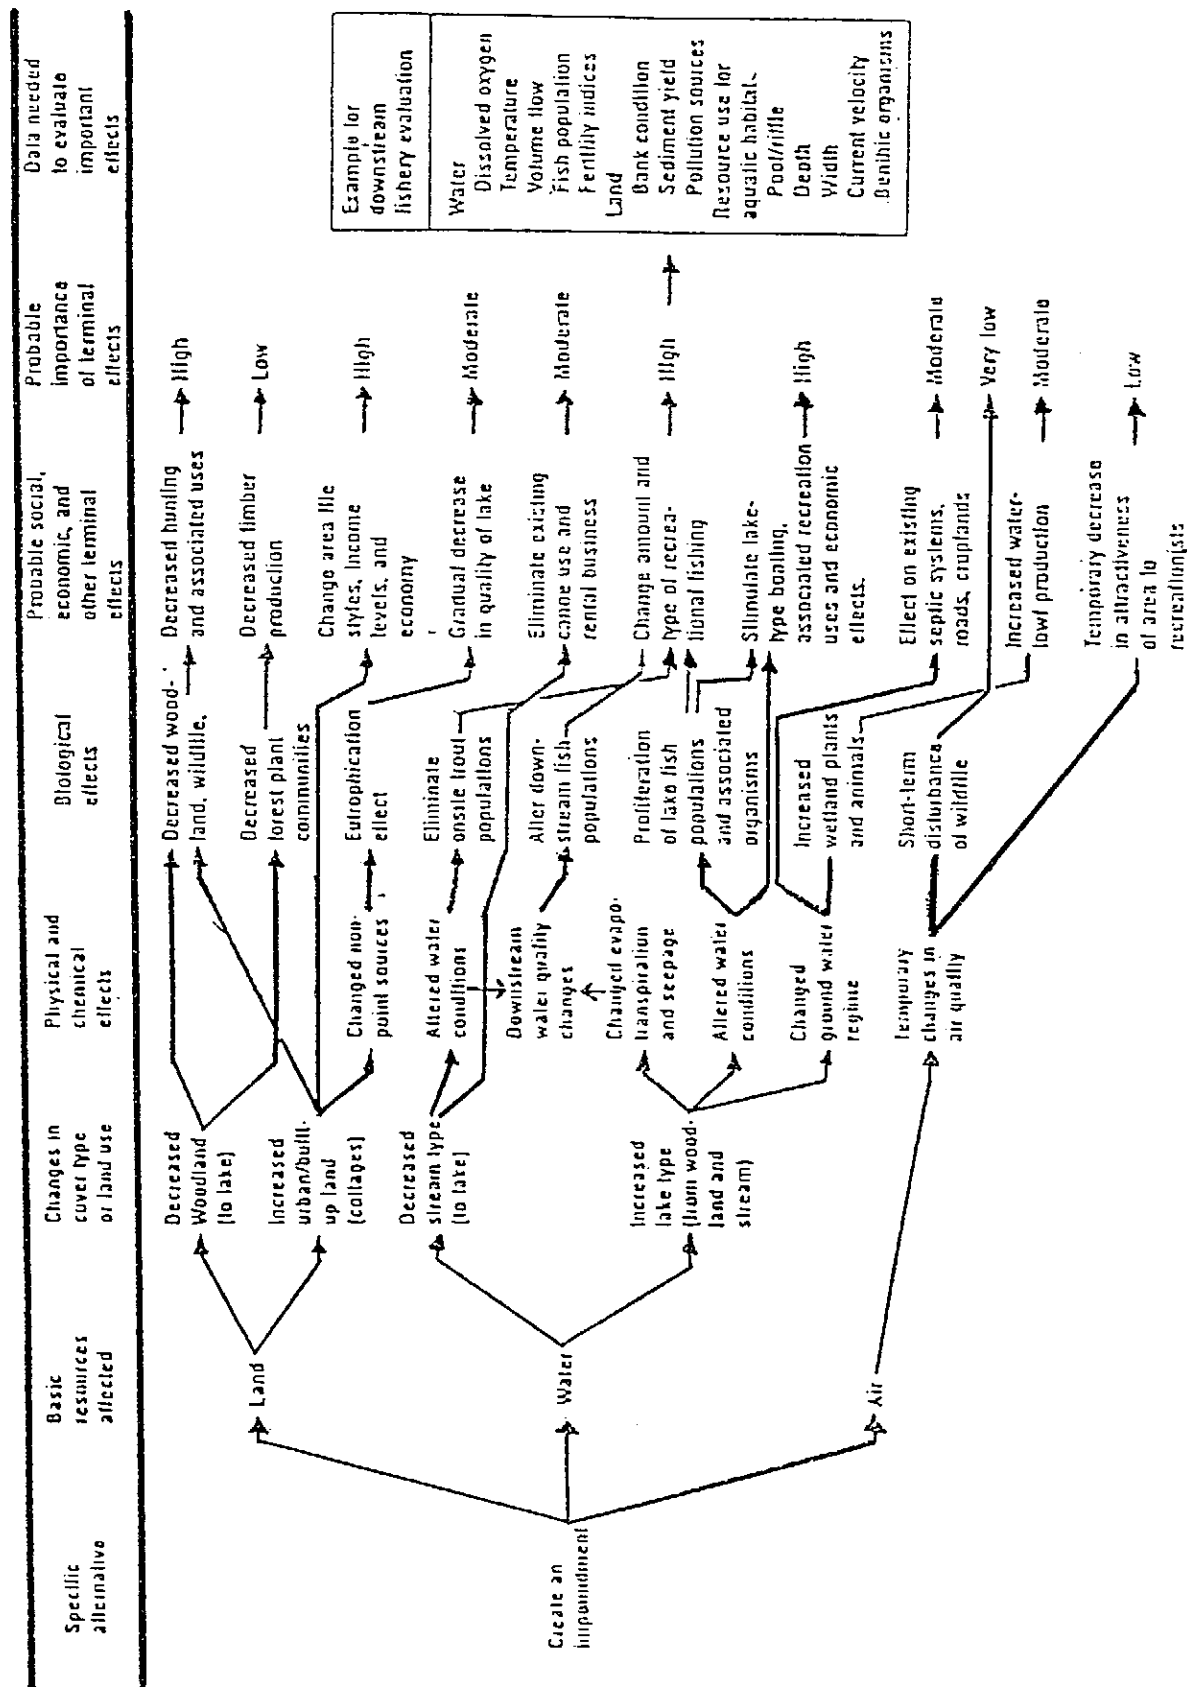 Specific
alternative
Basic
resources
affected
Changes in
cover type
or land use
Physical and
chemical
effects
Biological
effects
Probable social,
economic, and
other terminal
effects
Probable
importance
of terminal
effects
Data needed
to evaluate
important
effects
Create an
impoundment
Land
Water
Air
Decreased
Woodland
(to lake)
Increased
urban/built-
up land
(cottages)
Decreased
stream type
(to lake)
Increased
lake type
(from wood-
land and
stream)
Changed non-
point sources
Altered water
conditions
Downstream
water quality
changes
Changed evapo-
transpiration
and seepage
Altered water
conditions
Changed
ground water
regime
Temporary
changes in
air quality
Decreased wood-
land, wildlife,
Decreased
forest plant
communities
Eutrophication
effect
Eliminate
onsite trout
populations
Alter down-
stream fish
populations
Proliferation
of lake fish
populations
and associated
organisms
Increased
wetland plants
and animals
Short-term
disturbance
of wildlife
Decreased hunting
and associated uses
Decreased timber
production
Change area life
styles, income
levels, and
economy
Gradual decrease
in quality of lake
Eliminate existing
canoe use and
rental business
Change amount and
type of recrea-
tional fishing
Stimulate lake-
type boating,
associated recreation
uses and economic
effects.
Effect on existing
septic systems,
roads, croplands
Increased water-
fowl production
Temporary decrease
in attractiveness
of area to
recreationists
High
Low
High
Moderate
Moderate
High
High
Moderate
Very low
Moderate
Low
Example for
downstream
fishery evaluation
Water
Dissolved oxygen
Temperature
Volume flow
Fish population
Fertility indices
Land
Bank condition
Sediment yield
Pollution sources
Resource use for
aquatic habitat-
Pool/riffle
Depth
Width
Current velocity
Benthic organisms